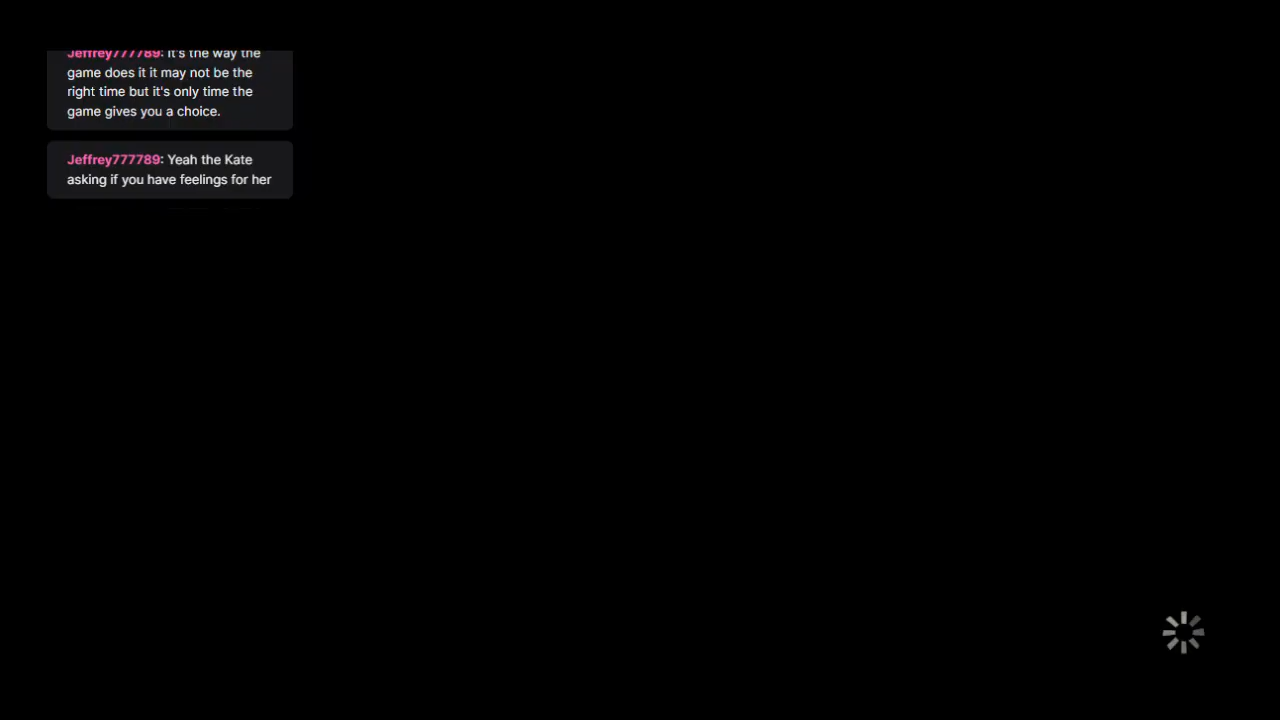 Jeffrey777789: It's the way the
game does it it may not be the
right time but it's only time the
game gives you a choice.
Jeffrey777789: Yeah the Kate
asking if you have feelings for her